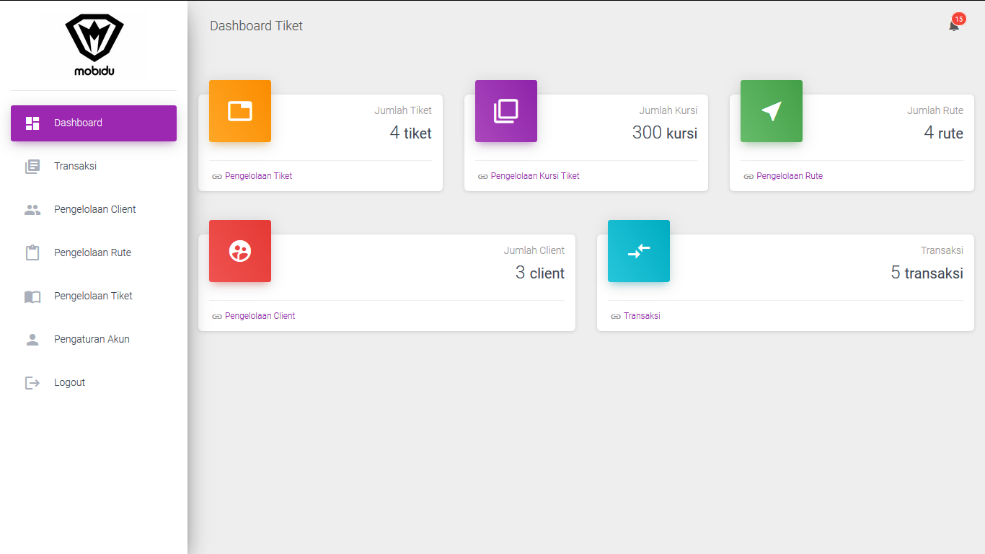 mobidu
Dashboard
Transaksi
Pengelolaan Client
Pengelolaan Rute
Pengelolaan Tiket
Pengaturan Akun
Logout
Dashboard Tiket
15
Jumlah Tiket
4 tiket
Pengelolaan Tiket
Jumlah Kursi
300 kursi
Pengelolaan Kursi Tiket
Jumlah Rute
4 rute
Pengelolaan Rute
Jumlah Client
3 client
Pengelolaan Client
Transaksi
5 transaksi
Transaksi